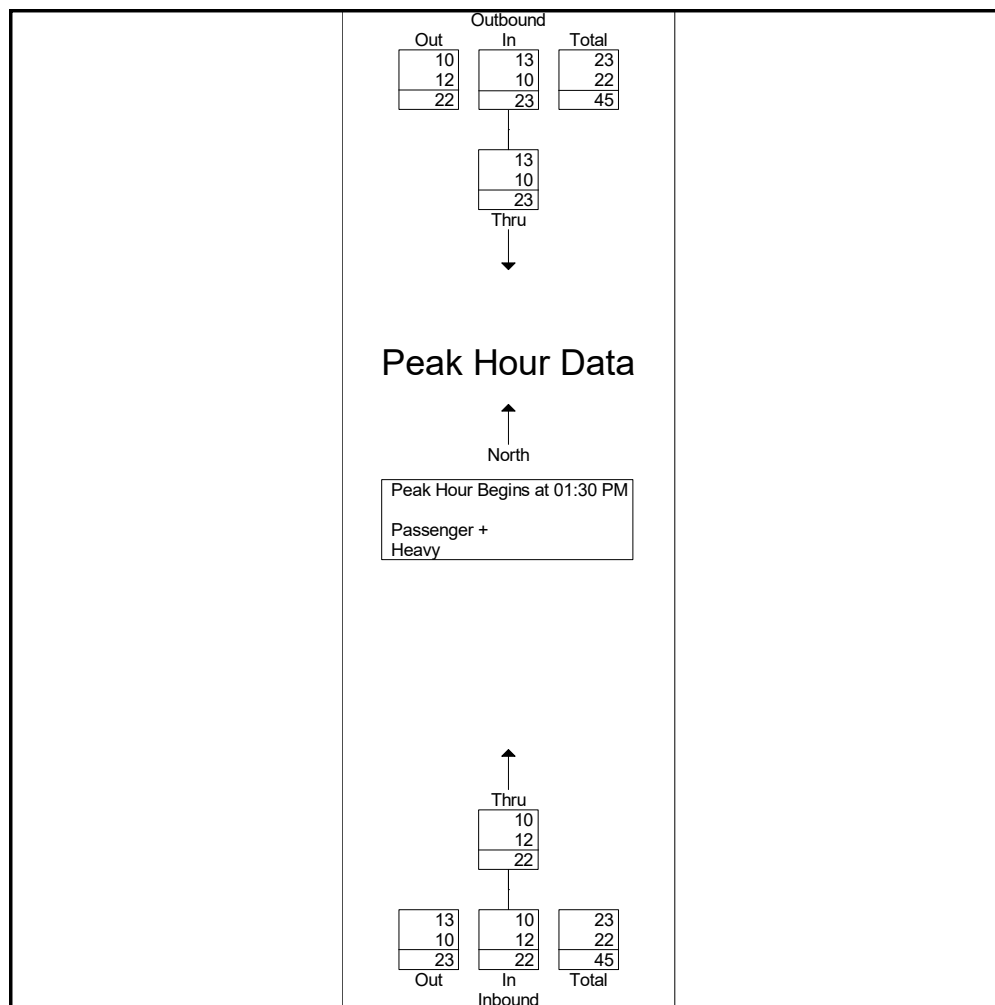 Outbound
Out In Total
10 13 23
12 10 22
22 23 45
13
10
23
Thru
Peak Hour Data
North
Peak Hour Begins at 01:30 PM
Passenger +
Heavy
Thru
10
12
22
13 10 23
10 12 22
23 22 45
Out In Total
Inbound